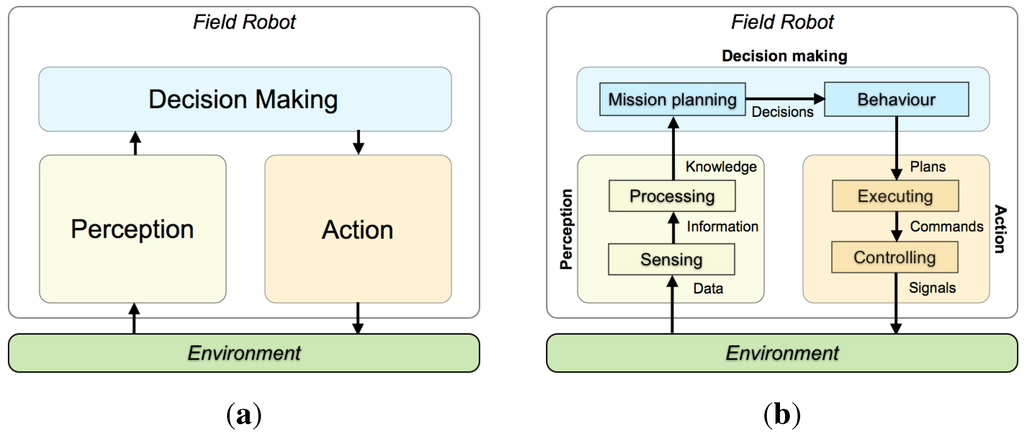 Field Robot
Decision Making
Perception
Action
Environment
(a)
Field Robot
Decision making
Mission planning
Decisions
Behaviour
Knowledge
Plans
Processing
Executing
Perception
Information
Commands
Action
Sensing
Controlling
Data
Signals
Environment
(b)